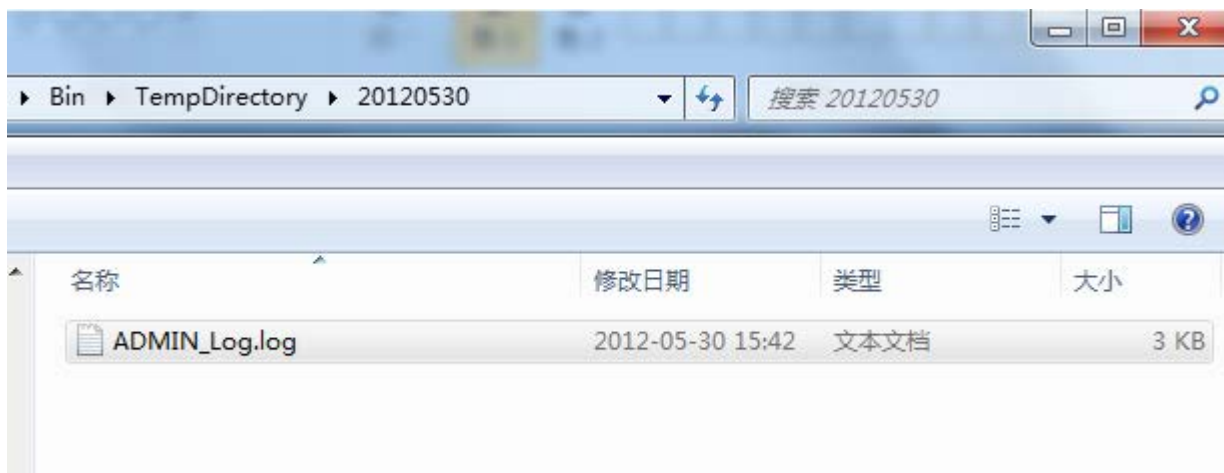 Bin ▸ TempDirectory ▸ 20120530 搜索 20120530
名称 修改日期 类型 大小
ADMIN_Log.log 2012-05-30 15:42 文本文档 3 KB